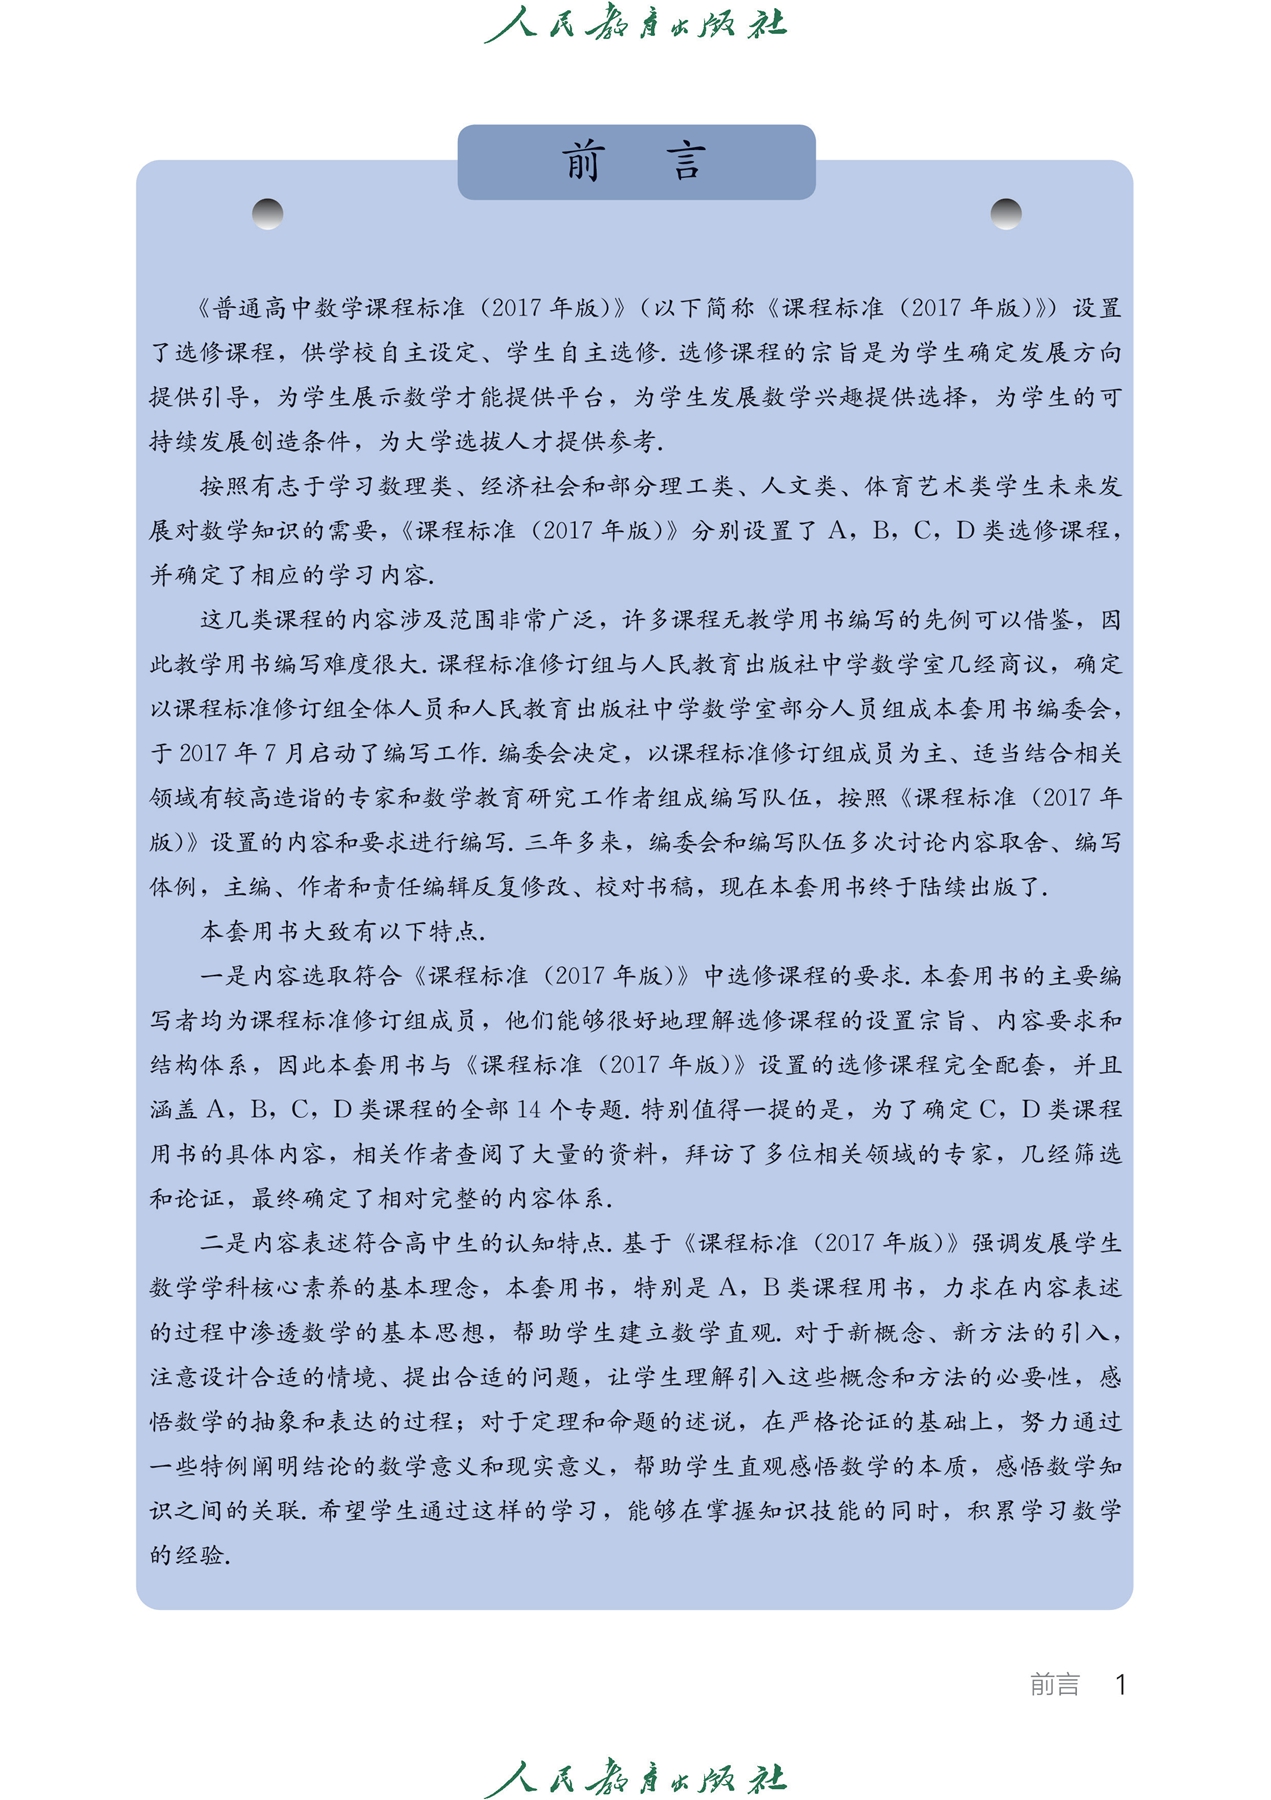 人民教育出版社
前 言
《普通高中数学课程标准（2017 年版）》（以下简称《课程标准（2017 年版）》）设置
了选修课程，供学校自主设定、学生自主选修. 选修课程的宗旨是为学生确定发展方向
提供引导，为学生展示数学才能提供平台，为学生发展数学兴趣提供选择，为学生的可
持续发展创造条件，为大学选拔人才提供参考.
按照有志于学习数理类、经济社会和部分理工类、人文类、体育艺术类学生未来发
展对数学知识的需要，《课程标准（2017 年版）》分别设置了 A，B，C，D 类选修课程，
并确定了相应的学习内容.
这几类课程的内容涉及范围非常广泛，许多课程无教学用书编写的先例可以借鉴，因
此教学用书编写难度很大. 课程标准修订组与人民教育出版社中学数学室几经商议，确定
以课程标准修订组全体人员和人民教育出版社中学数学室部分人员组成本套用书编委会，
于 2017 年 7 月启动了编写工作. 编委会决定，以课程标准修订组成员为主、适当结合相关
领域有较高造诣的专家和数学教育研究工作者组成编写队伍，按照《课程标准（2017 年
版）》设置的内容和要求进行编写. 三年多来，编委会和编写队伍多次讨论内容取舍、编写
体例，主编、作者和责任编辑反复修改、校对书稿，现在本套用书终于陆续出版了.
本套用书大致有以下特点.
一是内容选取符合《课程标准（2017 年版）》中选修课程的要求. 本套用书的主要编
写者均为课程标准修订组成员，他们能够很好地理解选修课程的设置宗旨、内容要求和
结构体系，因此本套用书与《课程标准（2017 年版）》设置的选修课程完全配套，并且
涵盖 A，B，C，D 类课程的全部 14 个专题. 特别值得一提的是，为了确定 C，D 类课程
用书的具体内容，相关作者查阅了大量的资料，拜访了多位相关领域的专家，几经筛选
和论证，最终确定了相对完整的内容体系.
二是内容表述符合高中生的认知特点. 基于《课程标准（2017 年版）》强调发展学生
数学学科核心素养的基本理念，本套用书，特别是 A，B 类课程用书，力求在内容表述
的过程中渗透数学的基本思想，帮助学生建立数学直观. 对于新概念、新方法的引入，
注意设计合适的情境、提出合适的问题，让学生理解引入这些概念和方法的必要性，感
悟数学的抽象和表达的过程；对于定理和命题的述说，在严格论证的基础上，努力通过
一些特例阐明结论的数学意义和现实意义，帮助学生直观感悟数学的本质，感悟数学知
识之间的关联. 希望学生通过这样的学习，能够在掌握知识技能的同时，积累学习数学
的经验.
前言 1
人民教育出版社